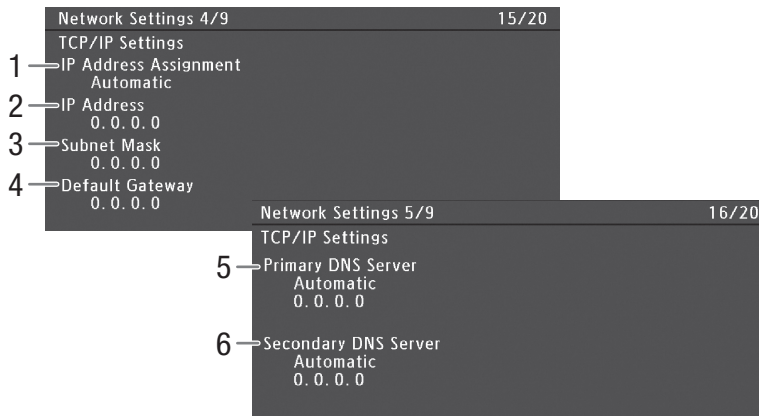 Network Settings 4/9 15/20
TCP/IP Settings
1 IP Address Assignment
Automatic
2 IP Address
0.0.0.0
3 Subnet Mask
0.0.0.0
4 Default Gateway
0.0.0.0
Network Settings 5/9 16/20
TCP/IP Settings
5 Primary DNS Server
Automatic
0.0.0.0
6 Secondary DNS Server
Automatic
0.0.0.0